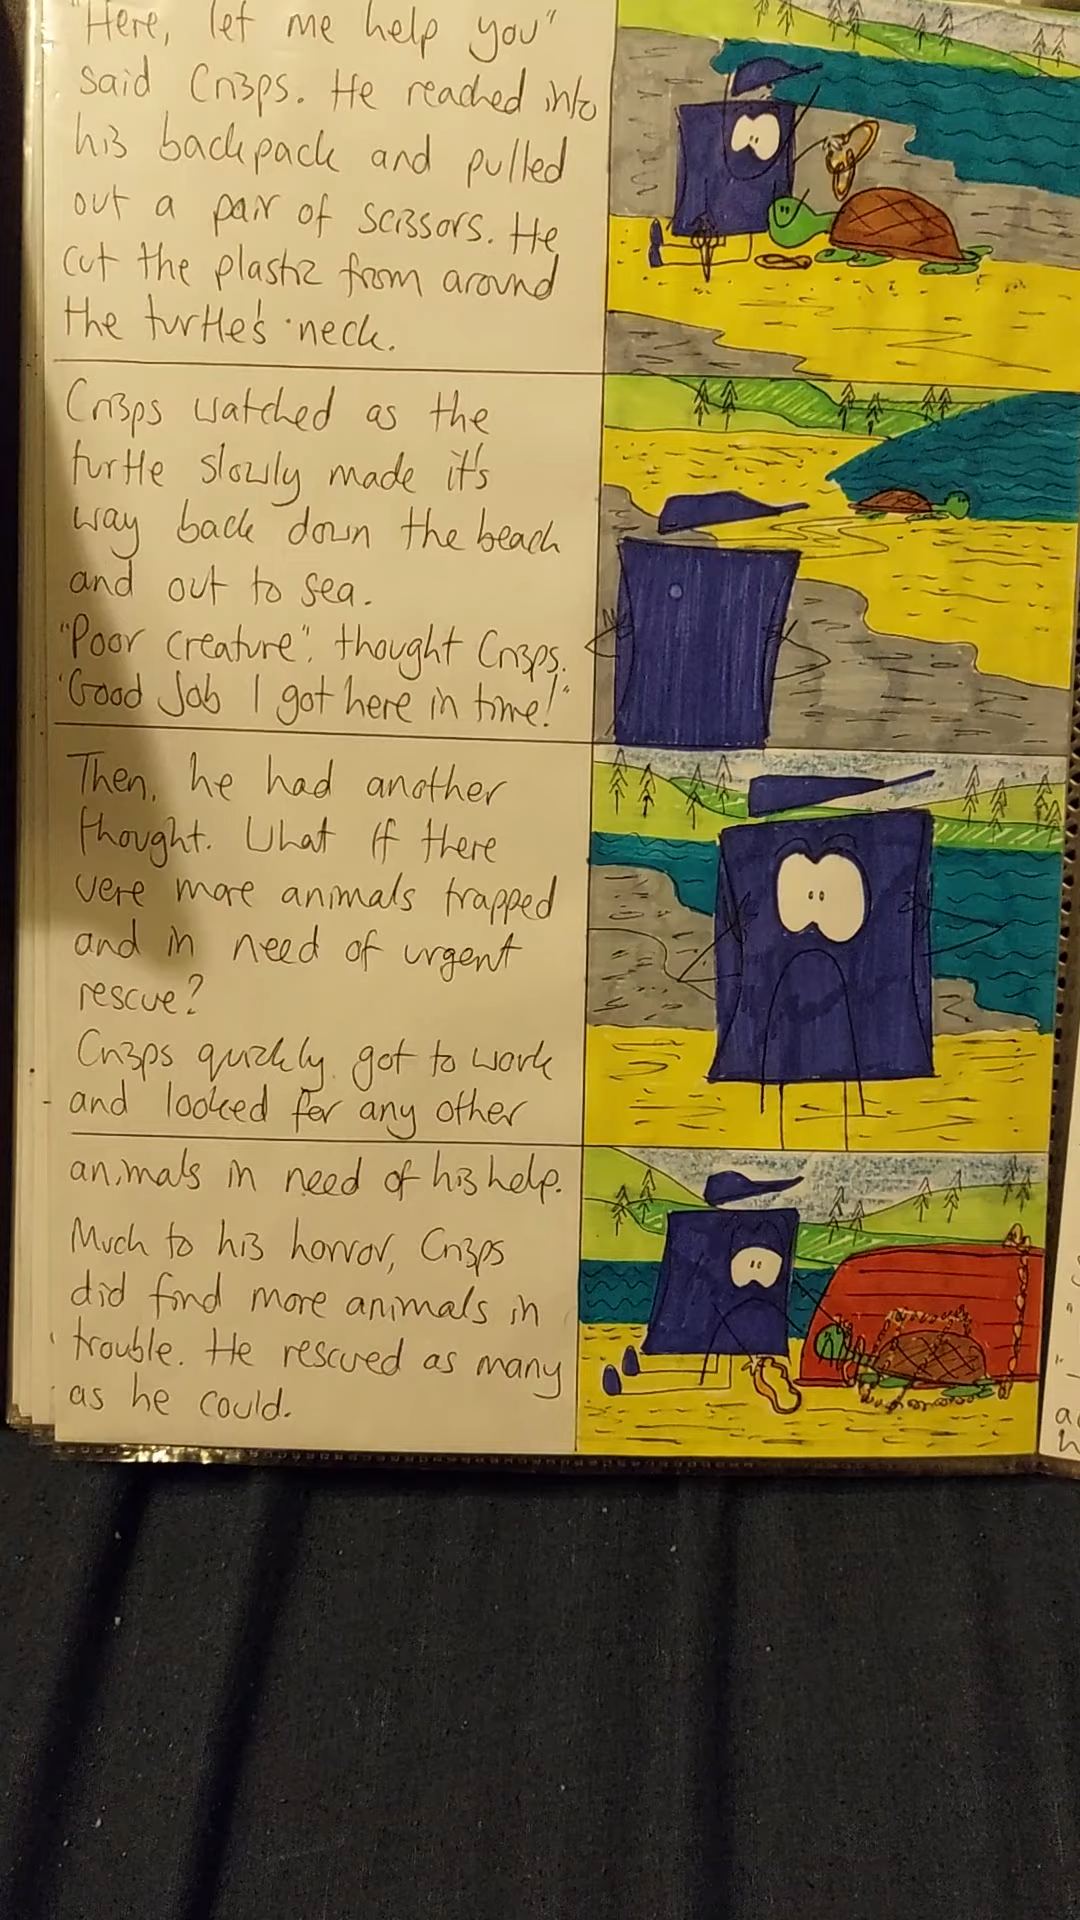 "Here, let me help you"
said Crisps. He reached into
his backpack and pulled
out a pair of scissors. He
cut the plastic from around
the turtle's neck.
Crisps watched as the
turtle slowly made it's
way back down the beach
and out to sea.
"Poor creature", thought Crisps.
"Good job I got here in time!"
Then, he had another
thought. What if there
were more animals trapped
and in need of urgent
rescue?
Crisps quickly got to work
and looked for any other
animals in need of his help.
Much to his horror, Crisps
did find more animals in
trouble. He rescued as many
as he could.